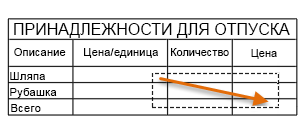 ПРИНАДЛЕЖНОСТИ ДЛЯ ОТПУСКА
Описание Цена/единица Количество Цена
Шляпа
Рубашка
Всего